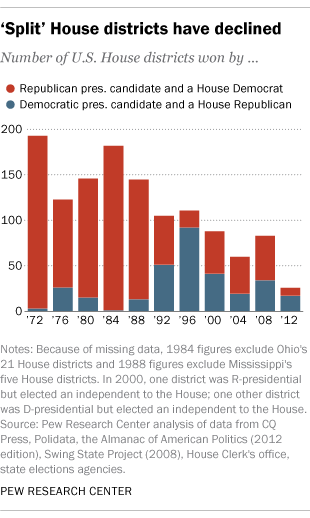 ‘Split’ House districts have declined
Number of U.S. House districts won by ...
Republican pres. candidate and a House Democrat
Democratic pres. candidate and a House Republican
200
150
100
50
0
’72 ’76 ’80 ’84 ’88 ’92 ’96 ’00 ’04 ’08 ’12
Notes: Because of missing data, 1984 figures exclude Ohio's
21 House districts and 1988 figures exclude Mississippi's
five House districts. In 2000, one district was R-presidential
but elected an independent to the House; one other district
was D-presidential but elected an independent to the House.
Source: Pew Research Center analysis of data from CQ
Press, Polidata, the Almanac of American Politics (2012
edition), Swing State Project (2008), House Clerk's office,
state elections agencies.
PEW RESEARCH CENTER